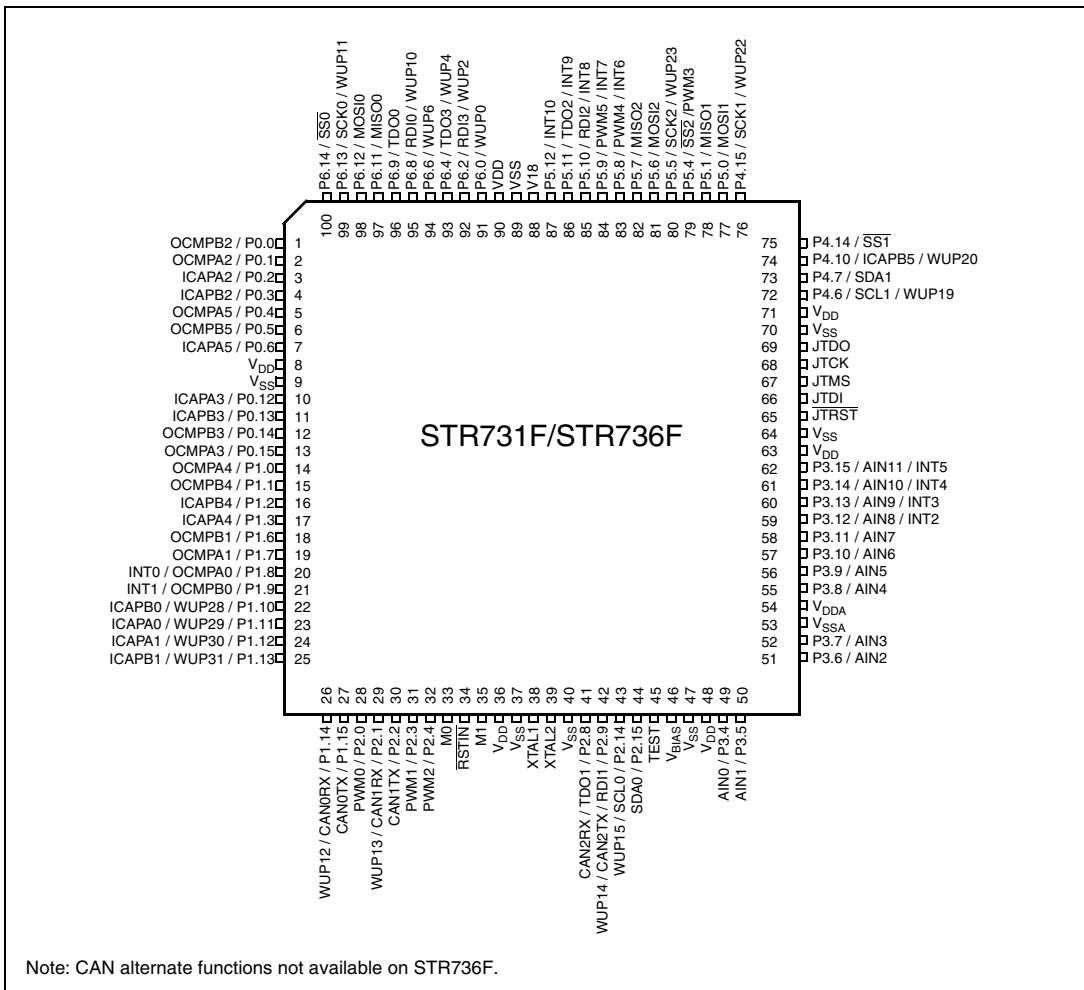 P6.14 / SS0
P6.13 / SCK0 / WUP11
P6.12 / MOSI0
P6.11 / MISO0
P6.9 / TDO0
P6.8 / RDI0 / WUP10
P6.6 / WUP6
P6.4 / TDO3 / WUP4
P6.2 / RDI3 / WUP2
P6.0 / WUP0
VDD
VSS
V18
P5.12 / INT10
P5.11 / TDO2 / INT9
P5.10 / RDI2 / INT8
P5.9 / PWM5 / INT7
P5.8 / PWM4 / INT6
P5.7 / MISO2
P5.6 / MOSI2
P5.5 / SCK2 / WUP23
P5.4 / SS2 /PWM3
P5.1 / MISO1
P5.0 / MOSI1
P4.15 / SCK1 / WUP22
100 99 98 97 96 95 94 93 92 91 90 89 88 87 86 85 84 83 82 81 80 79 78 77 76
OCMPB2 / P0.0 1
OCMPA2 / P0.1 2
ICAPA2 / P0.2 3
ICAPB2 / P0.3 4
OCMPA5 / P0.4 5
OCMPB5 / P0.5 6
ICAPA5 / P0.6 7
VDD 8
VSS 9
ICAPA3 / P0.12 10
ICAPB3 / P0.13 11
OCMPB3 / P0.14 12
OCMPA3 / P0.15 13
OCMPA4 / P1.0 14
OCMPB4 / P1.1 15
ICAPB4 / P1.2 16
ICAPA4 / P1.3 17
OCMPB1 / P1.6 18
OCMPA1 / P1.7 19
INT0 / OCMPA0 / P1.8 20
INT1 / OCMPB0 / P1.9 21
ICAPB0 / WUP28 / P1.10 22
ICAPA0 / WUP29 / P1.11 23
ICAPA1 / WUP30 / P1.12 24
ICAPB1 / WUP31 / P1.13 25
STR731F/STR736F
75 P4.14 / SS1
74 P4.10 / ICAPB5 / WUP20
73 P4.7 / SDA1
72 P4.6 / SCL1 / WUP19
71 VDD
70 VSS
69 JTDO
68 JTCK
67 JTMS
66 JTDI
65 JTRST
64 VSS
63 VDD
62 P3.15 / AIN11 / INT5
61 P3.14 / AIN10 / INT4
60 P3.13 / AIN9 / INT3
59 P3.12 / AIN8 / INT2
58 P3.11 / AIN7
57 P3.10 / AIN6
56 P3.9 / AIN5
55 P3.8 / AIN4
54 VDDA
53 VSSA
52 P3.7 / AIN3
51 P3.6 / AIN2
26 27 28 29 30 31 32 33 34 35 36 37 38 39 40 41 42 43 44 45 46 47 48 49 50
WUP12 / CAN0RX / P1.14
CAN0TX / P1.15
PWM0 / P2.0
WUP13 / CAN1RX / P2.1
CAN1TX / P2.2
PWM1 / P2.3
PWM2 / P2.4
M0
RSTIN
M1
VDD
VSS
XTAL1
XTAL2
VSS
CAN2RX / TDO1 / P2.8
WUP14 / CAN2TX / RDI1 / P2.9
WUP15 / SCL0 / P2.14
SDA0 / P2.15
TEST
VBIAS
VSS
VDD
AIN0 / P3.4
AIN1 / P3.5
Note: CAN alternate functions not available on STR736F.